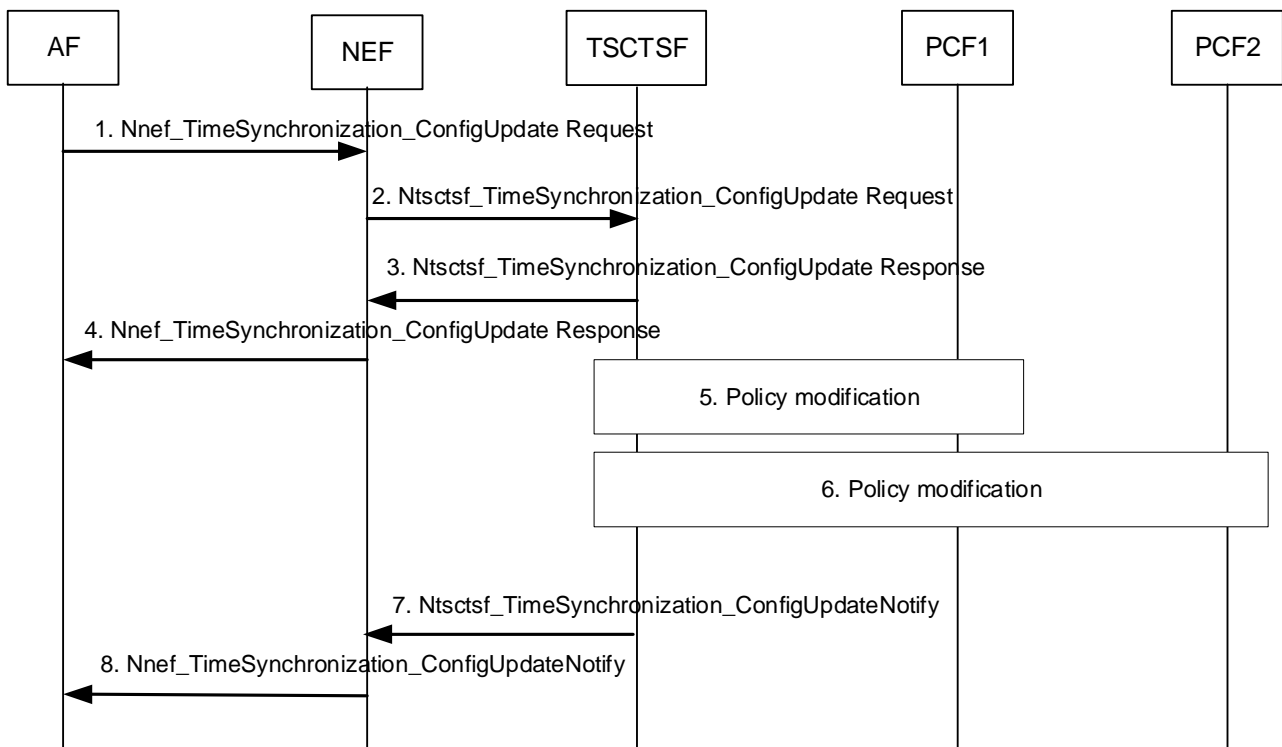 AF
NEF
TSCTSF
PCF1
PCF2
1. Nnef_TimeSynchronization_ConfigUpdate Request
2. Ntsctsf_TimeSynchronization_ConfigUpdate Request
3. Ntsctsf_TimeSynchronization_ConfigUpdate Response
4. Nnef_TimeSynchronization_ConfigUpdate Response
5. Policy modification
6. Policy modification
7. Ntsctsf_TimeSynchronization_ConfigUpdateNotify
8. Nnef_TimeSynchronization_ConfigUpdateNotify